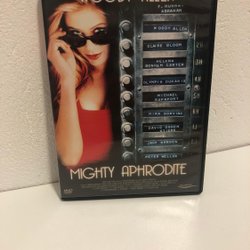 WOODY ALLEN
F. MURRAY
ABRAHAM
WOODY ALLEN
CLAIRE BLOOM
HELENA
BONHAM CARTER
OLYMPIA DUKAKIS
MICHAEL
RAPAPORT
MIRA SORVINO
DAVID OGDEN
JACK WARDEN
PETER WELLER
MIGHTY APHRODITE